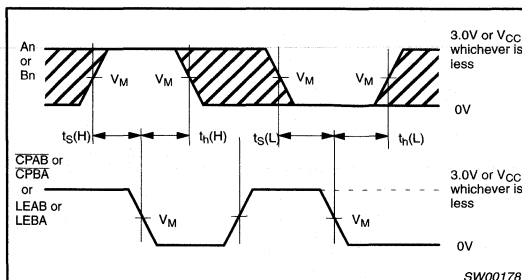 An
or
Bn
VM VM VM VM
3.0V or VCC
whichever is
less
0V
tS(H) th(H) tS(L) th(L)
CPAB or
CPBA
or
LEAB or
LEBA
VM VM
3.0V or VCC
whichever is
less
0V
SW00178